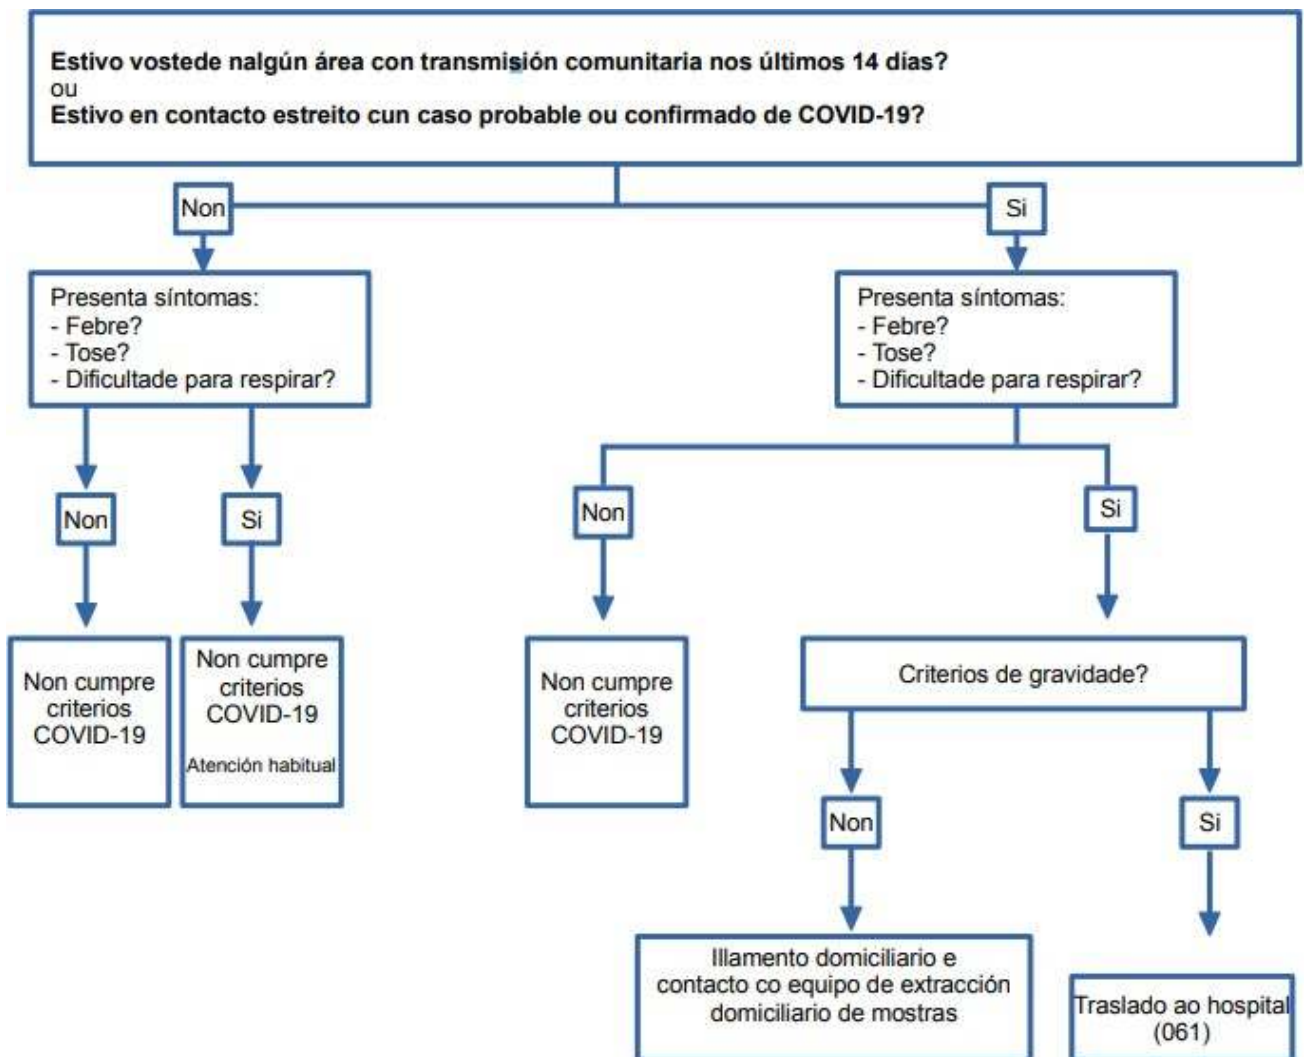 Estivo vostede nalgún área con transmisión comunitaria nos últimos 14 días?
ou
Estivo en contacto estreito cun caso probable ou confirmado de COVID-19?
Non
Si
Presenta síntomas:
- Febre?
- Tose?
- Dificultade para respirar?
Presenta síntomas:
- Febre?
- Tose?
- Dificultade para respirar?
Non
Si
Non
Si
Non cumpre
criterios
COVID-19
Non cumpre
criterios
COVID-19
Atención habitual
Non cumpre
criterios
COVID-19
Criterios de gravidade?
Non
Si
Illamento domiciliario e
contacto co equipo de extracción
domiciliario de mostras
Traslado ao hospital
(061)